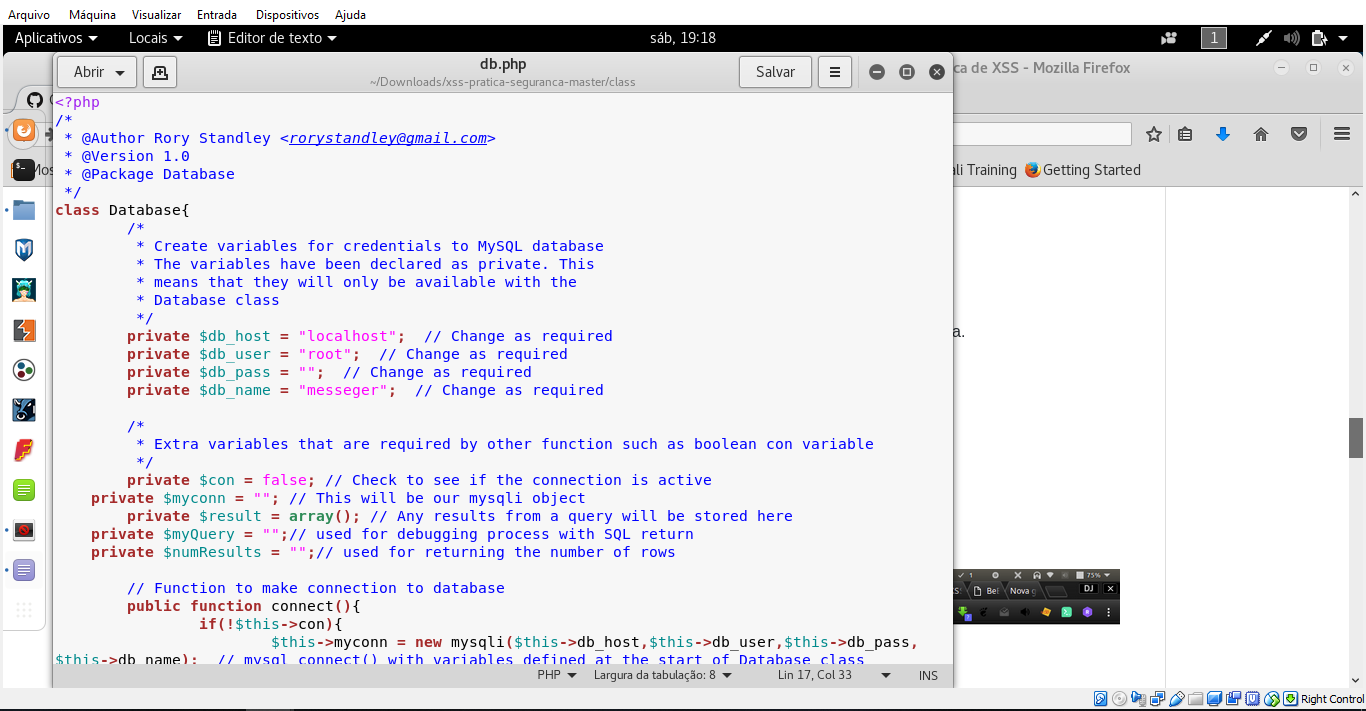 Arquivo Máquina Visualizar Entrada Dispositivos Ajuda
Aplicativos Locais Editor de texto sáb, 19:18 1
Abrir db.php Salvar
~/Downloads/xss-pratica-seguranca-master/class
ca de XSS - Mozilla Firefox
<?php
/*
 * @Author Rory Standley <rorystandley@gmail.com>
 * @Version 1.0
 * @Package Database
 */
class Database{
        /*
         * Create variables for credentials to MySQL database
         * The variables have been declared as private. This
         * means that they will only be available with the
         * Database class
         */
        private $db_host = "localhost";  // Change as required
        private $db_user = "root";  // Change as required
        private $db_pass = "";  // Change as required
        private $db_name = "messeger";  // Change as required
        /*
         * Extra variables that are required by other function such as boolean con variable
         */
        private $con = false; // Check to see if the connection is active
    private $myconn = ""; // This will be our mysqli object
        private $result = array(); // Any results from a query will be stored here
    private $myQuery = "";// used for debugging process with SQL return
    private $numResults = "";// used for returning the number of rows
        // Function to make connection to database
        public function connect(){
                if(!$this->con){
                        $this->myconn = new mysqli($this->db_host,$this->db_user,$this->db_pass,
$this->db_name);  // mysql_connect() with variables defined at the start of Database class
Mos
ali Training Getting Started
a.
1 75%
Bei Nova g DJ
PHP Largura da tabulação: 8 Lin 17, Col 33 INS
Right Control